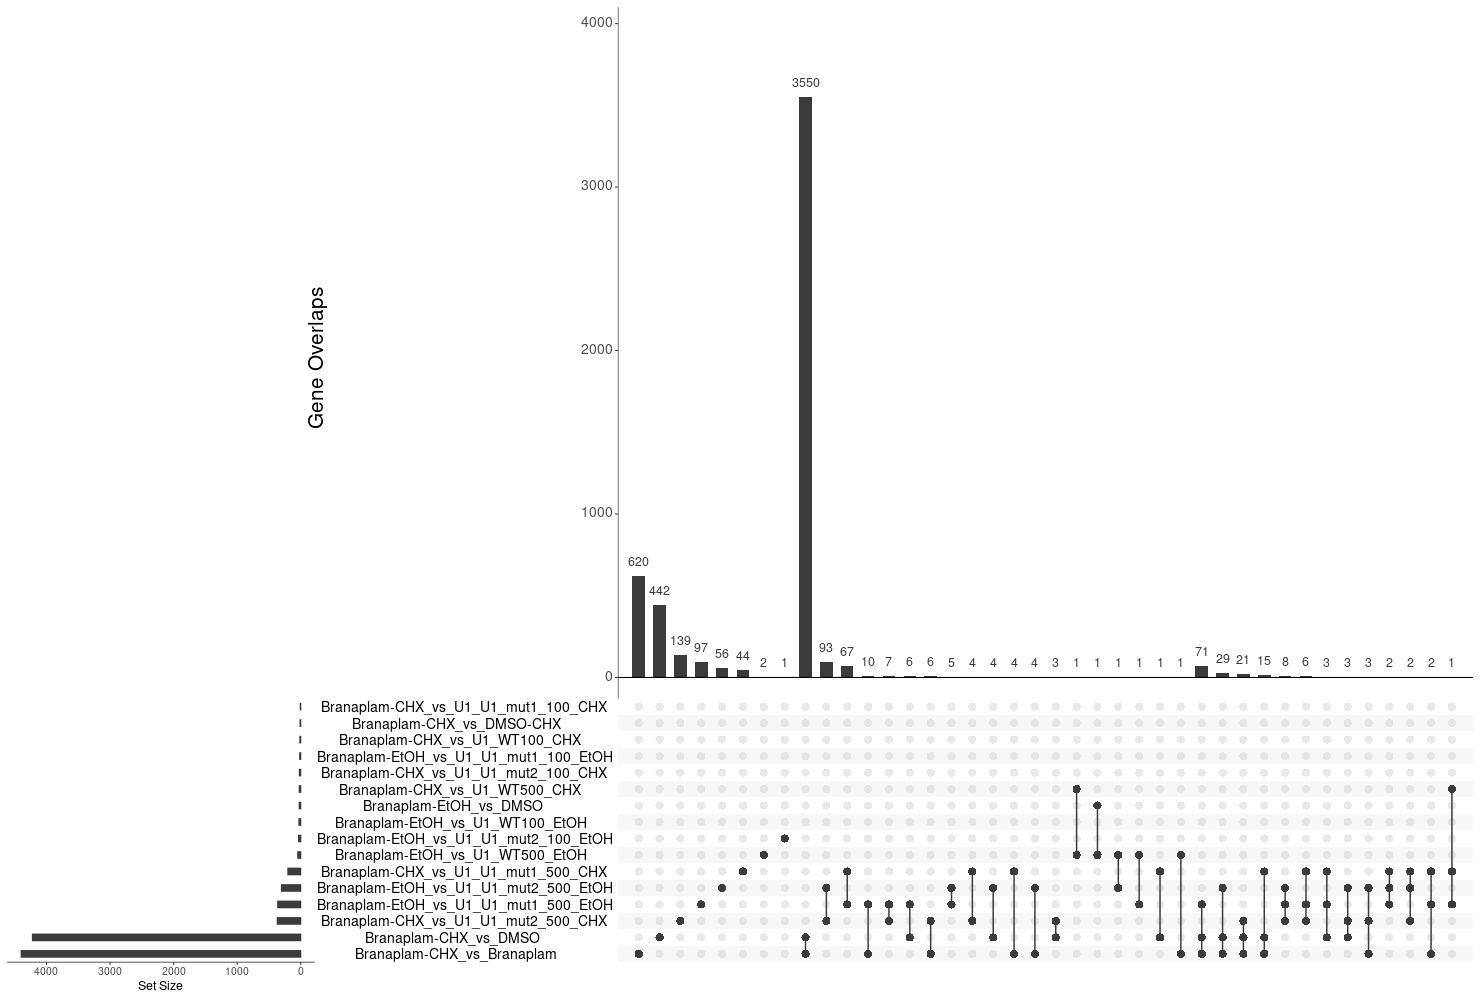 4000
3000
2000
1000
0
Gene Overlaps
3550
620
442
139
97
56
44
2
1
93
67
10
7
6
6
5
4
4
4
4
3
1
1
1
1
1
1
71
29
21
15
8
6
3
3
3
2
2
2
1
Branaplam-CHX_vs_U1_U1_mut1_100_CHX
Branaplam-CHX_vs_DMSO-CHX
Branaplam-CHX_vs_U1_WT100_CHX
Branaplam-EtOH_vs_U1_U1_mut1_100_EtOH
Branaplam-CHX_vs_U1_U1_mut2_100_CHX
Branaplam-CHX_vs_U1_WT500_CHX
Branaplam-EtOH_vs_DMSO
Branaplam-EtOH_vs_U1_WT100_EtOH
Branaplam-EtOH_vs_U1_U1_mut2_100_EtOH
Branaplam-EtOH_vs_U1_WT500_EtOH
Branaplam-CHX_vs_U1_U1_mut1_500_CHX
Branaplam-EtOH_vs_U1_U1_mut2_500_EtOH
Branaplam-EtOH_vs_U1_U1_mut1_500_EtOH
Branaplam-CHX_vs_U1_U1_mut2_500_CHX
Branaplam-CHX_vs_DMSO
Branaplam-CHX_vs_Branaplam
4000 3000 2000 1000 0
Set Size